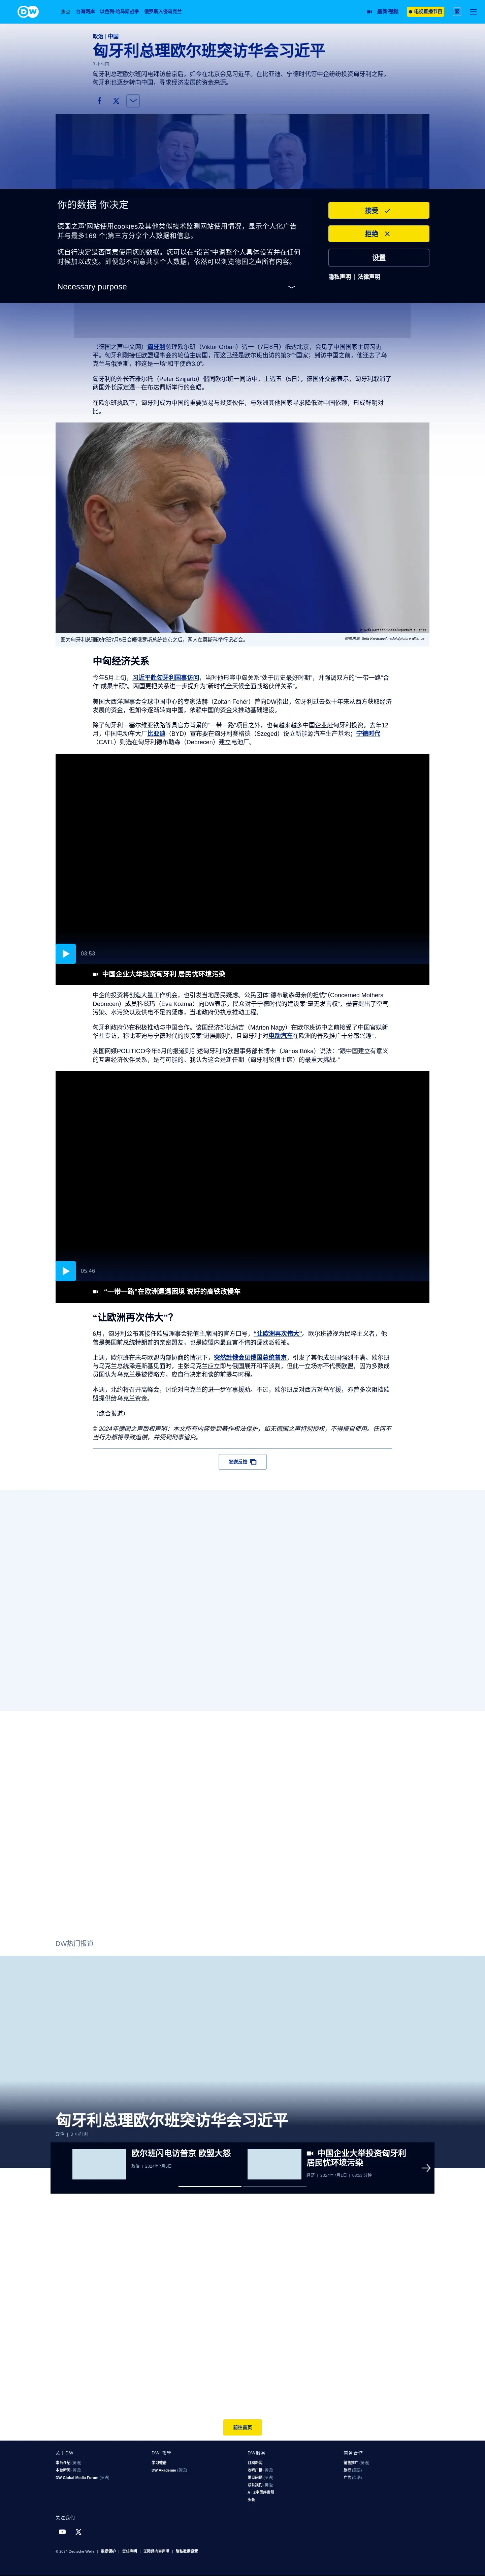 DW
焦点 台海两岸 以色列-哈马斯战争 俄罗斯入侵乌克兰
最新视频
电视直播节目
繁
政治 | 中国
匈牙利总理欧尔班突访华会习近平
3 小时前
匈牙利总理欧尔班闪电拜访普京后，如今在北京会见习近平。在比亚迪、宁德时代等中企纷纷投资匈牙利之际，
匈牙利也逐步转向中国，寻求发展更紧密的经济来源。
你的数据 你决定
德国之声'网站使用cookies及其他类似技术监测网站使用情况，显示个人化广告
并与最多169 个;第三方分享个人数据和信息。
您自行决定是否同意使用您的数据。您可以在"设置"中调整个人具体设置并在任何
时候加以改变。即便您不同意共享个人数据，依然可以浏览德国之声所有内容。
Necessary purpose
接受
拒绝
设置
隐私声明 | 法律声明
（德国之声中文网）匈牙利总理欧尔班（Viktor Orban）週一（7月8日）抵达北京，会见了中国国家主席习近
平。匈牙利刚接任欧盟理事会的轮值主席国，而这已经是欧尔班出访的第3个国家；到访中国之前，他还去了乌
克兰与俄罗斯，称这是一场"和平使命3.0"。
匈牙利的外长齐雅尔托（Peter Szijjarto）偕同欧尔班一同访中。上週五（5日），德国外交部表示，匈牙利取消了
两国外长原定週一在布达佩斯举行的会晤。
在欧尔班执政下，匈牙利成为中国的重要贸易与投资伙伴，与欧洲其他国家寻求降低对中国依赖，形成鲜明对
比。
© Sefa Karacan/Anadolu/picture alliance
图为匈牙利总理欧尔班7月5日会晤俄罗斯总统普京之后，两人在莫斯科举行记者会。
图像来源: Sefa Karacan/Anadolu/picture alliance
中匈经济关系
今年5月上旬，习近平赴匈牙利国事访问，当时他形容中匈关系"处于历史最好时期"，并强调双方的"一带一路"合
作"成果丰硕"。两国更把关系进一步提升为"新时代全天候全面战略伙伴关系"。
美国大西洋理事会全球中国中心的专家法赫（Zoltán Fehér）曾向DW指出，匈牙利过去数十年来从西方获取经济
发展的资金，但如今逐渐转向中国，依赖中国的资金来推动基础建设。
除了匈牙利—塞尔维亚铁路等具官方背景的"一带一路"项目之外，也有越来越多中国企业赴匈牙利投资。去年12
月，中国电动车大厂比亚迪（BYD）宣布要在匈牙利赛格德（Szeged）设立新能源汽车生产基地；宁德时代
（CATL）则选在匈牙利德布勒森（Debrecen）建立电池厂。
03:53
中国企业大举投资匈牙利 居民忧环境污染
中企的投资将创造大量工作机会，也引发当地居民疑虑。公民团体"德布勒森母亲的担忧"（Concerned Mothers
Debrecen）成员科兹玛（Éva Kozma）向DW表示，民众对于宁德时代的建设案"毫无发言权"，盡管提出了空气
污染、水污染以及供电不足的疑虑，当地政府仍执意推动工程。
匈牙利政府仍在积极推动与中国合作。该国经济部长纳吉（Márton Nagy）在欧尔班访中之前接受了中国官媒新
华社专访，称比亚迪与宁德时代的投资案"进展顺利"，且匈牙利"对电动汽车在欧洲的普及推广十分感兴趣"。
美国网媒POLITICO今年6月的报道则引述匈牙利的欧盟事务部长博卡（János Bóka）说法："跟中国建立有意义
的互惠经济伙伴关系，是有可能的，我认为这会是新任期（匈牙利轮值主席）的最重大挑战。"
05:46
"一带一路"在欧洲遭遇困境 说好的高铁改慢车
"让欧洲再次伟大"？
6月，匈牙利公布其接任欧盟理事会轮值主席国的官方口号，"让欧洲再次伟大"。欧尔班被视为民粹主义者，他
曾是美国前总统特朗普的亲密盟友，也是欧盟内最直言不讳的疑欧派领袖。
上週，欧尔班在未与欧盟内部协商的情况下，突然赴俄会见俄国总统普京，引发了其他成员国强烈不满。欧尔班
与乌克兰总统泽连斯基见面时，主张乌克兰应立即与俄国展开和平谈判，但此一立场亦不代表欧盟，因为多数成
员国认为乌克兰是被侵略方，应自行决定和谈的前提与时程。
本週，北约将召开高峰会，讨论对乌克兰的进一步军事援助。不过，欧尔班反对西方对乌军援，亦曾多次阻挡欧
盟提供给乌克兰资金。
（综合报道）
© 2024年德国之声版权声明：本文所有内容受到著作权法保护，如无德国之声特别授权，不得擅自使用。任何不
当行为都将导致追偿，并受到刑事追究。
发送反馈
DW热门报道
匈牙利总理欧尔班突访华会习近平
政治 | 3 小时前
欧尔班闪电访普京 欧盟大怒
政治 | 2024年7月6日
中国企业大举投资匈牙利
居民忧环境污染
经济 | 2024年7月1日 | 03:53 分钟
前往首页
关于DW
本台介绍 (英语)
本台新闻 (英语)
DW Global Media Forum (英语)
DW 教学
学习德语
DW Akademie (英语)
DW服务
订阅新闻
收听广播 (英语)
常见问题 (英语)
联系我们 (英语)
A - Z字母序索引
头条
商务合作
销售推广 (英语)
旅行 (英语)
广告 (英语)
关注我们
© 2024 Deutsche Welle | 数据保护 | 责任声明 | 无障碍内容声明 | 隐私数据设置